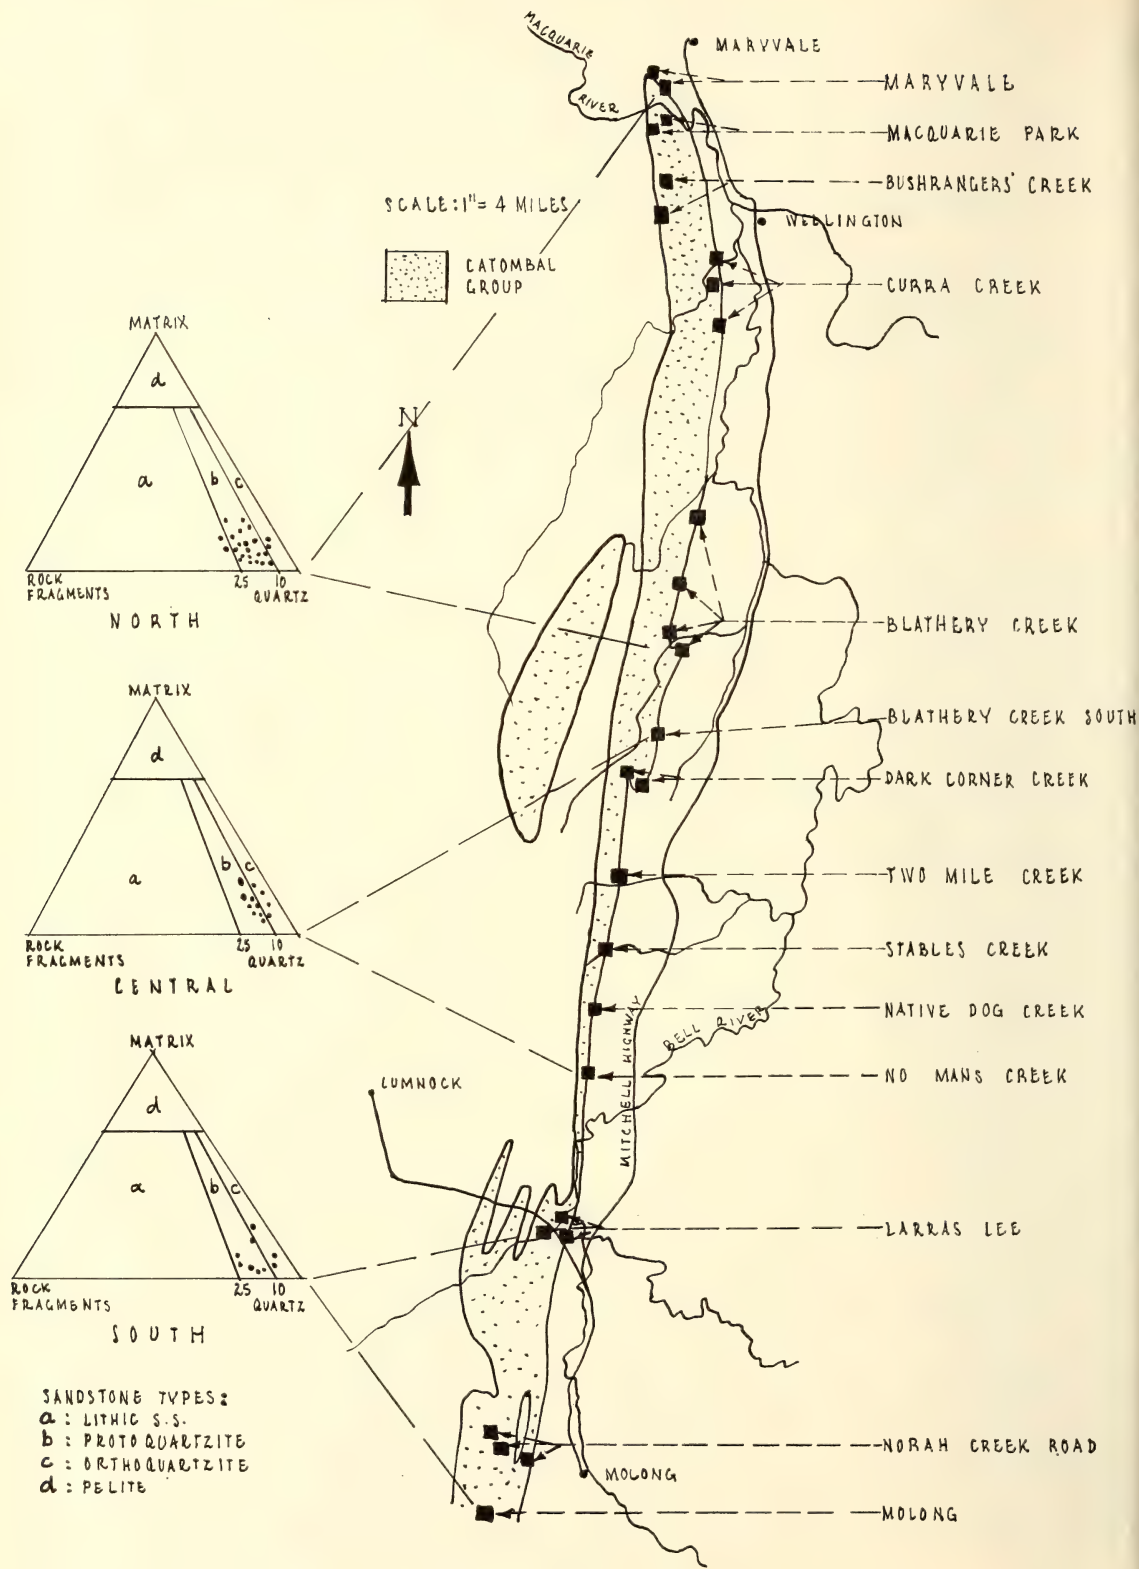 MACQUARIE
RIVER
MARYVALE
MARYVALE
MACQUARIE PARK
BUSHRANGERS' CREEK
SCALE: 1" = 4 MILES
WELLINGTON
CATOMBAL
GROUP
CURRA CREEK
MATRIX
d
a
b
c
ROCK
FRAGMENTS
25
10
QUARTZ
NORTH
N
BLATHERY CREEK
BLATHERY CREEK SOUTH
DARK CORNER CREEK
TWO MILE CREEK
STABLES CREEK
NATIVE DOG CREEK
NO MANS CREEK
MATRIX
d
a
b
c
ROCK
FRAGMENTS
25
10
QUARTZ
CENTRAL
MITCHELL HIGHWAY
BELL RIVER
CUMNOCK
MATRIX
d
a
b
c
ROCK
FRAGMENTS
25
10
QUARTZ
SOUTH
LARRAS LEE
SANDSTONE TYPES:
a : LITHIC S.S.
b : PROTOQUARTZITE
c : ORTHOQUARTZITE
d : PELITE
NORAH CREEK ROAD
MOLONG
MOLONG